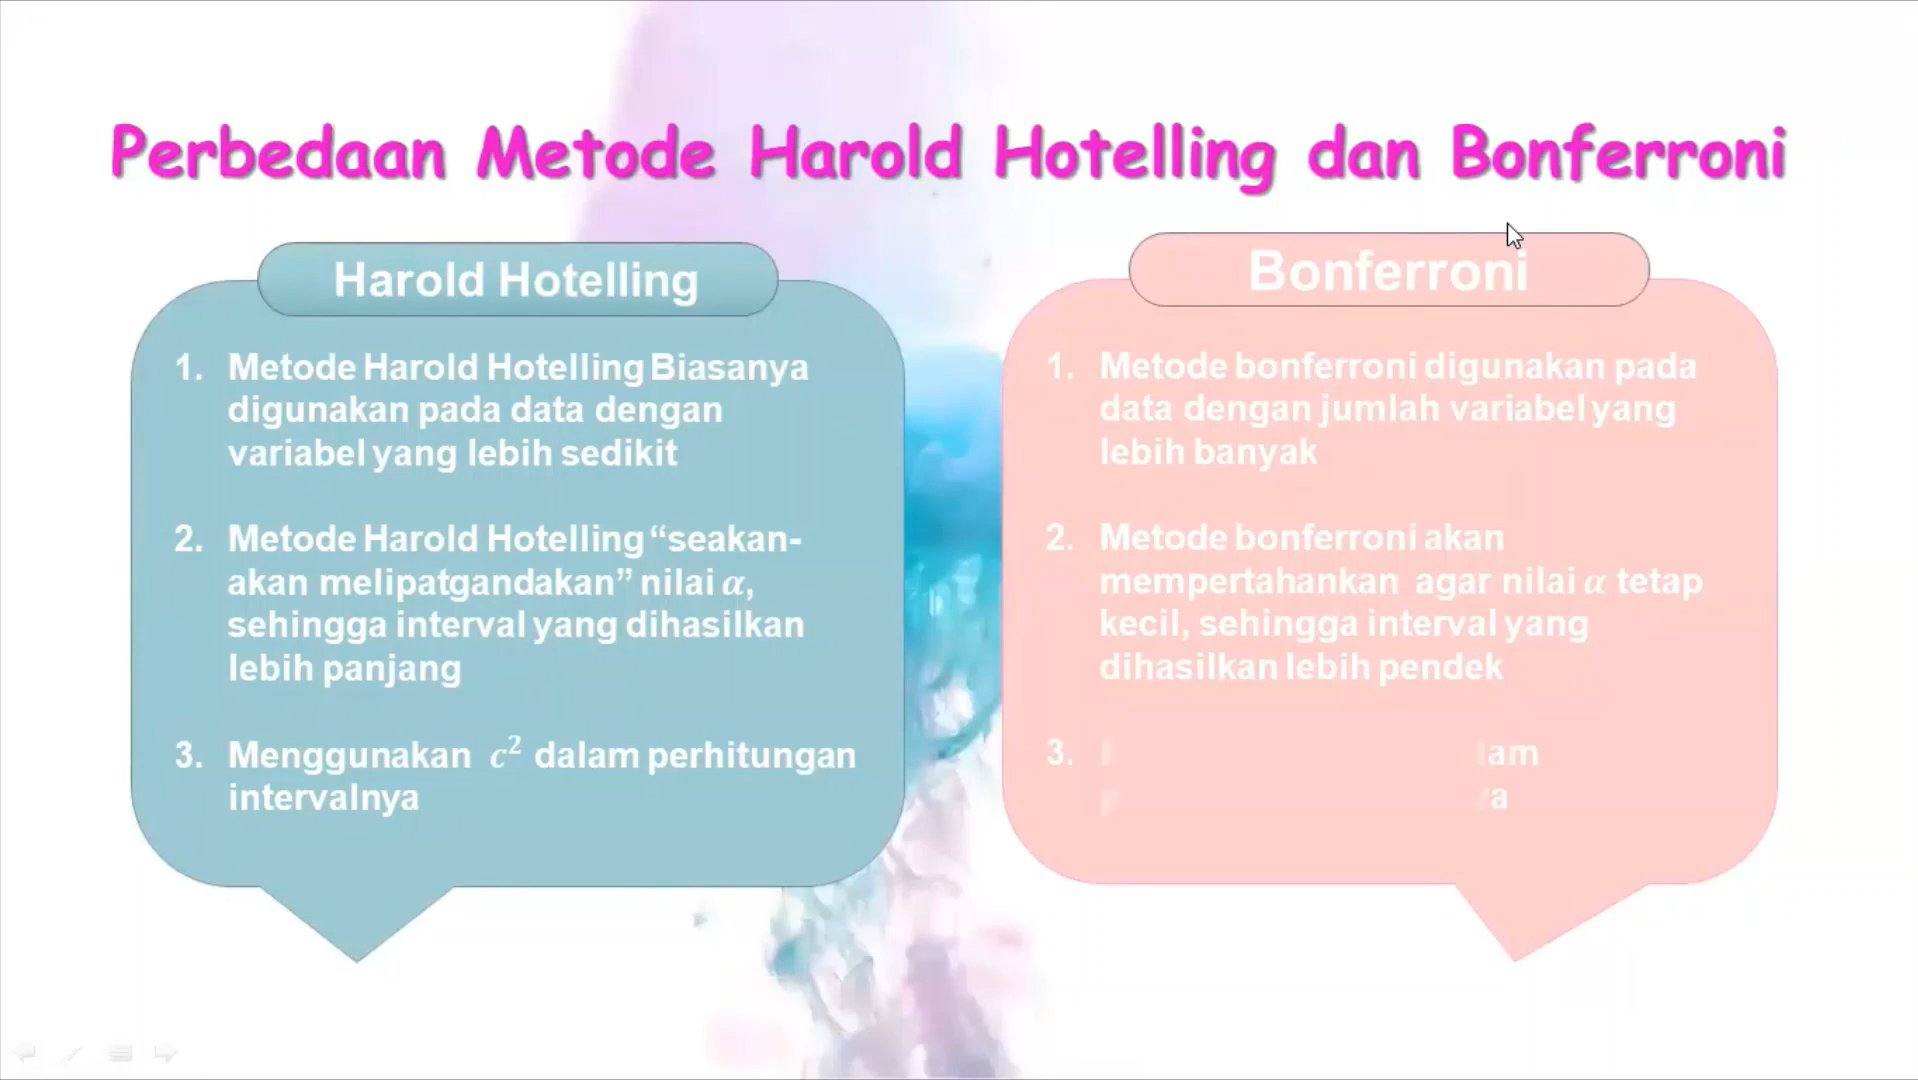 Perbedaan Metode Harold Hotelling dan Bonferroni
Harold Hotelling
1. Metode Harold Hotelling Biasanya
digunakan pada data dengan
variabel yang lebih sedikit
2. Metode Harold Hotelling “seakan-
akan melipatgandakan” nilai α,
sehingga interval yang dihasilkan
lebih panjang
3. Menggunakan c² dalam perhitungan
intervalnya
Bonferroni
1. Metode bonferroni digunakan pada
data dengan jumlah variabel yang
lebih banyak
2. Metode bonferroni akan
mempertahankan agar nilai α tetap
kecil, sehingga interval yang
dihasilkan lebih pendek
3.